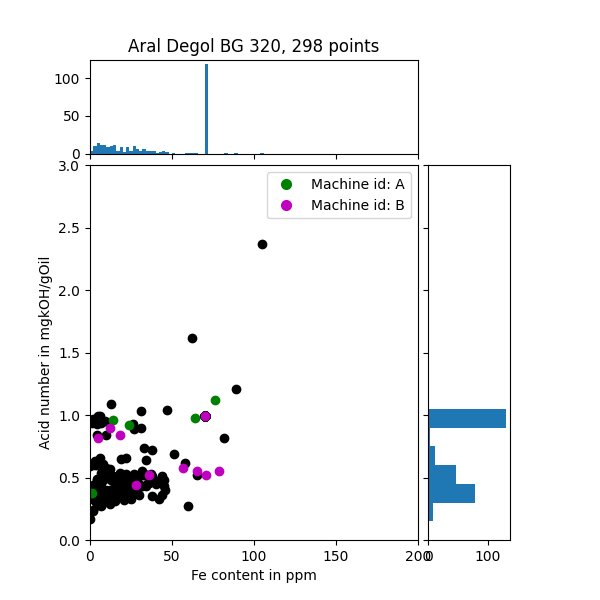 Aral Degol BG 320, 298 points
100
50
0
3.0
2.5
2.0
1.5
1.0
0.5
0.0
Acid number in mgkOH/gOil
Machine id: A
Machine id: B
0 50 100 150 200
0 100
Fe content in ppm